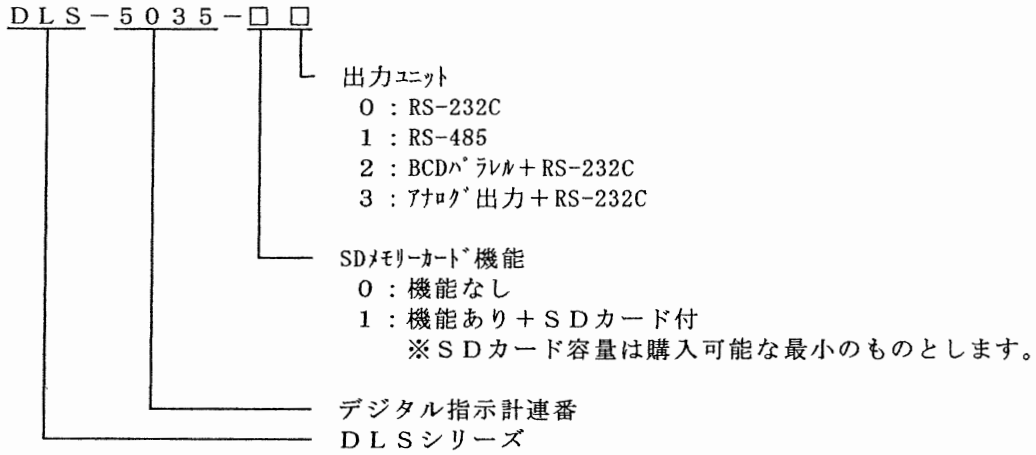 ＤＬＳ－５０３５－□ □
出力ﾕﾆｯﾄ
０：RS-232C
１：RS-485
２：BCDﾊﾟﾗﾚﾙ＋RS-232C
３：ｱﾅﾛｸﾞ出力＋RS-232C
SDﾒﾓﾘｰｶｰﾄﾞ機能
０：機能なし
１：機能あり＋ＳＤカード付
※ＳＤカード容量は購入可能な最小のものとします。
デジタル指示計連番
ＤＬＳシリーズ